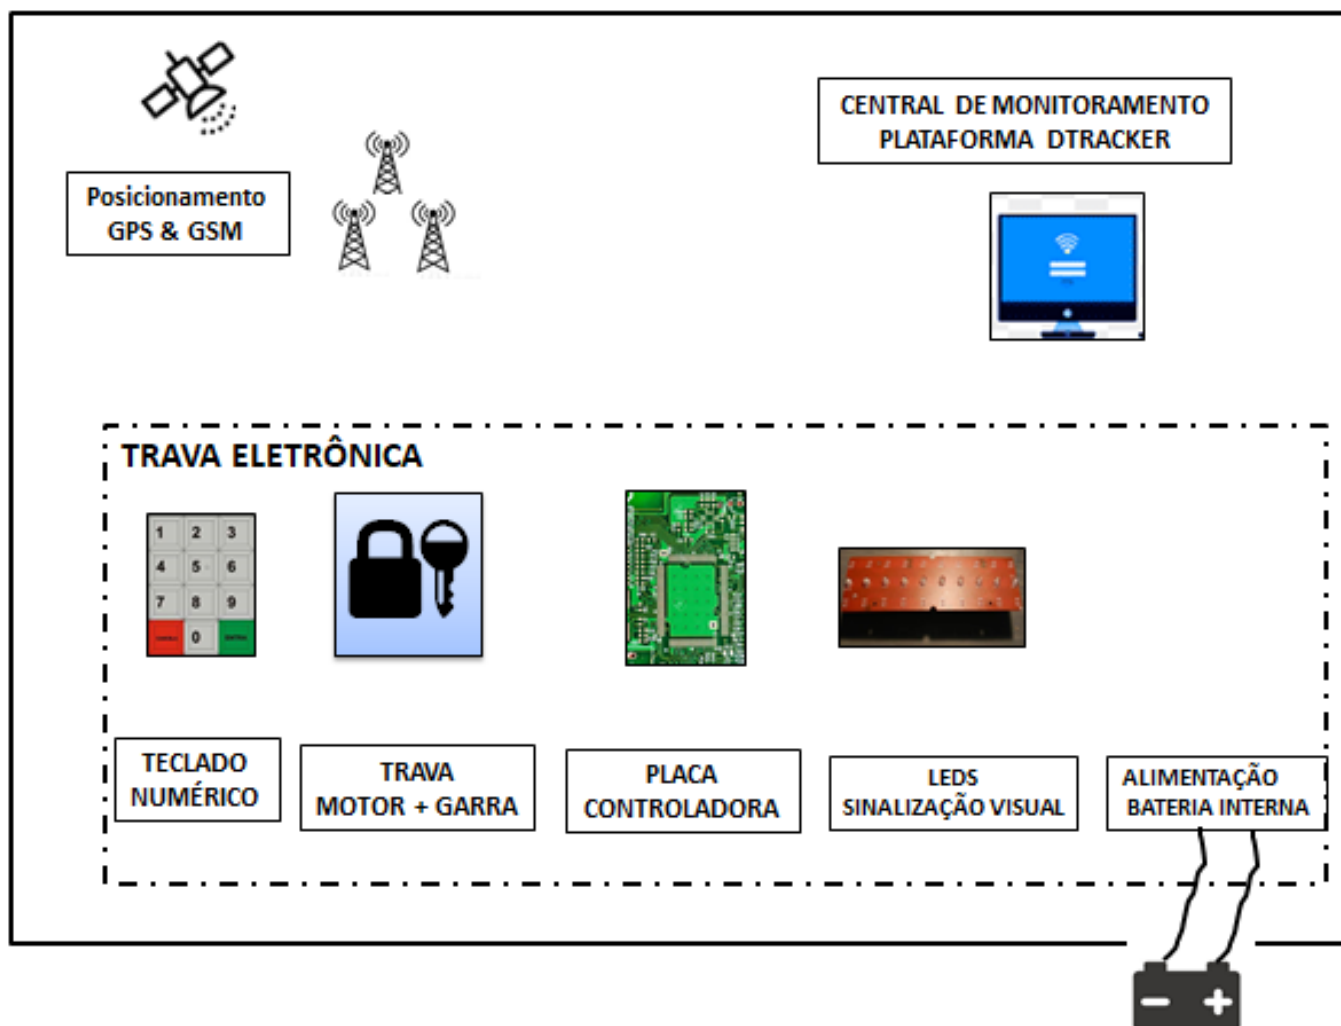 CENTRAL DE MONITORAMENTO
PLATAFORMA DTRACKER
Posicionamento
GPS & GSM
TRAVA ELETRÔNICA
1 2 3
4 5 6
7 8 9
0
TECLADO
NUMÉRICO
TRAVA
MOTOR + GARRA
PLACA
CONTROLADORA
LEDS
SINALIZAÇÃO VISUAL
ALIMENTAÇÃO
BATERIA INTERNA
- +